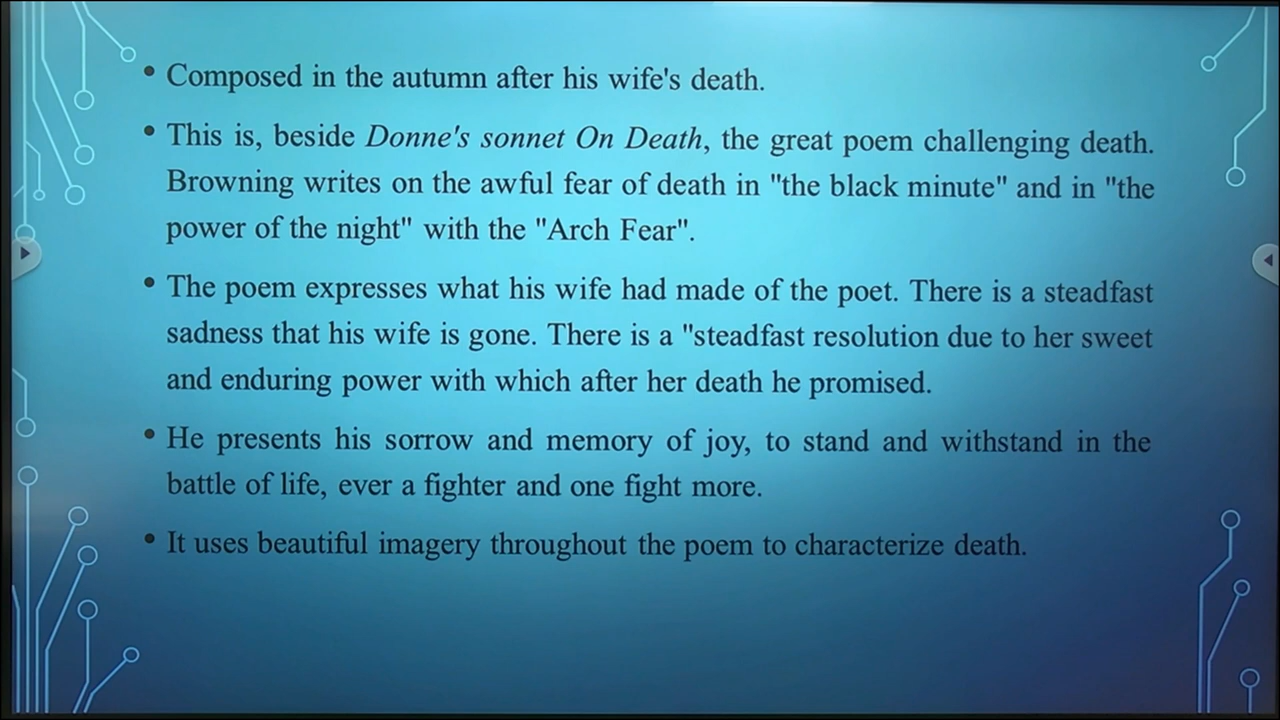 • Composed in the autumn after his wife's death.
• This is, beside Donne's sonnet On Death, the great poem challenging death.
Browning writes on the awful fear of death in "the black minute" and in "the
power of the night" with the "Arch Fear".
• The poem expresses what his wife had made of the poet. There is a steadfast
sadness that his wife is gone. There is a "steadfast resolution due to her sweet
and enduring power with which after her death he promised.
• He presents his sorrow and memory of joy, to stand and withstand in the
battle of life, ever a fighter and one fight more.
• It uses beautiful imagery throughout the poem to characterize death.